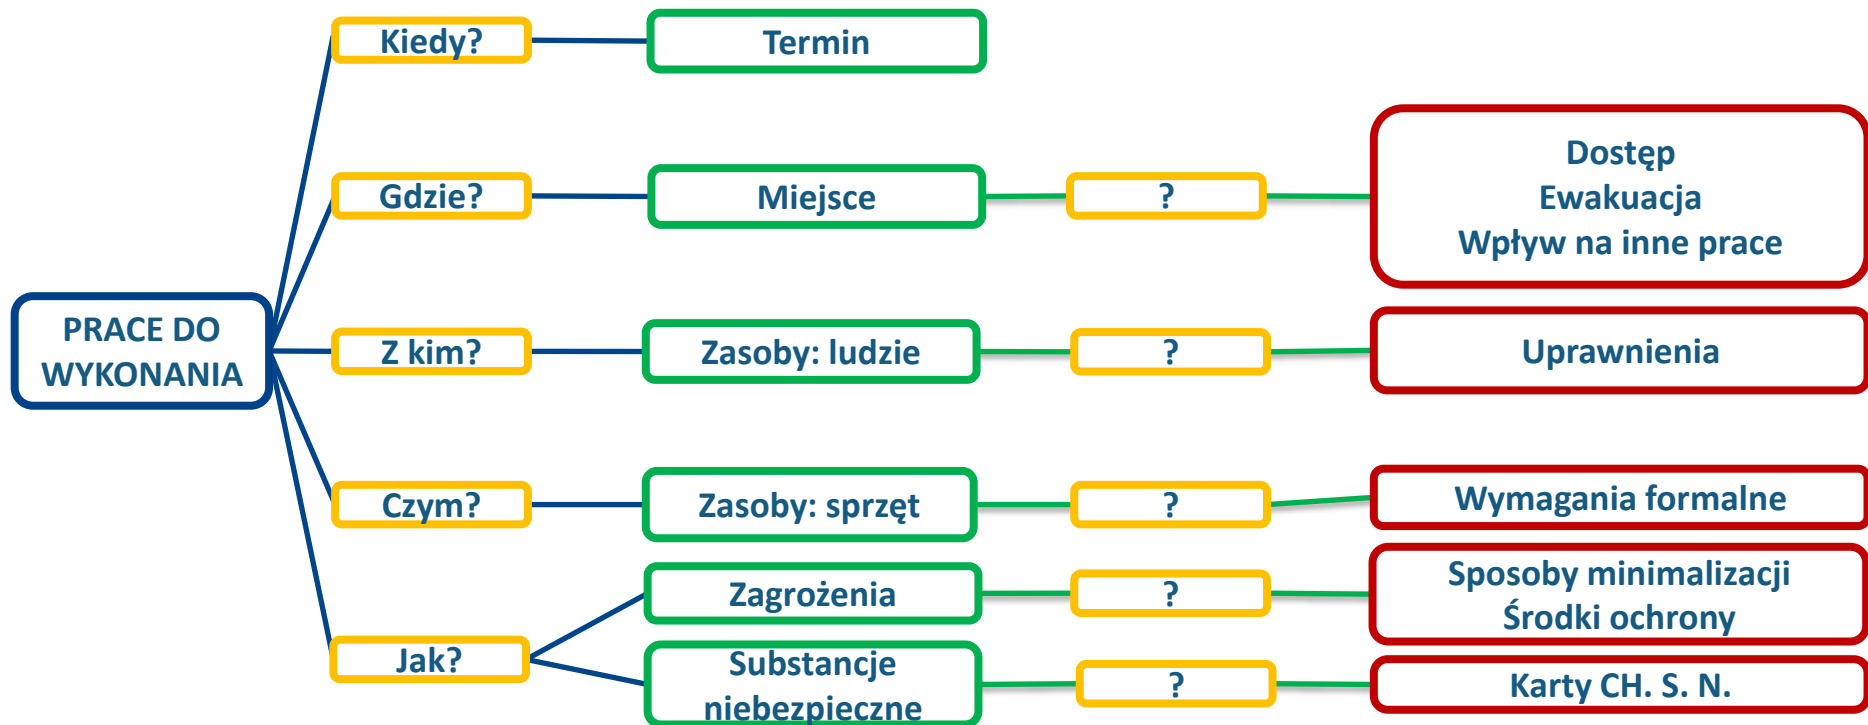 PRACE DO
WYKONANIA
Kiedy?
Termin
Gdzie?
Miejsce
?
Dostęp
Ewakuacja
Wpływ na inne prace
Z kim?
Zasoby: ludzie
?
Uprawnienia
Czym?
Zasoby: sprzęt
?
Wymagania formalne
Jak?
Zagrożenia
?
Sposoby minimalizacji
Środki ochrony
Substancje
niebezpieczne
?
Karty CH. S. N.